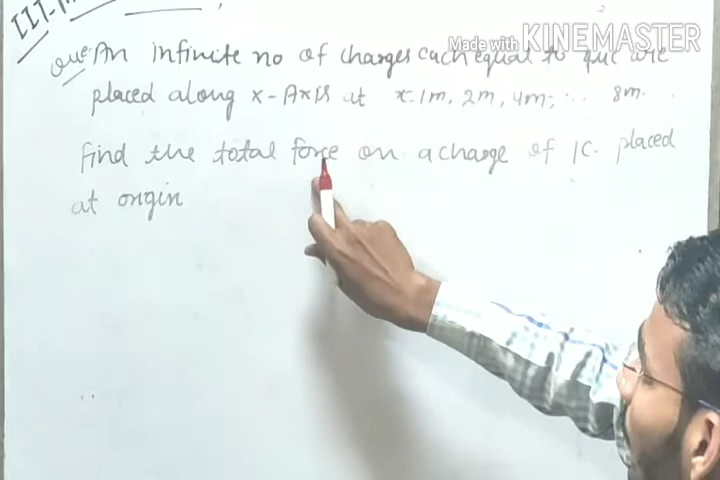 IIT-
Made with KINEMASTER
Que: An infinite no of charges each equal to 4μc are
placed along x-Axis at x=1m, 2m, 4m, .. 8m.
Find the total force on a charge of 1C. placed
at origin